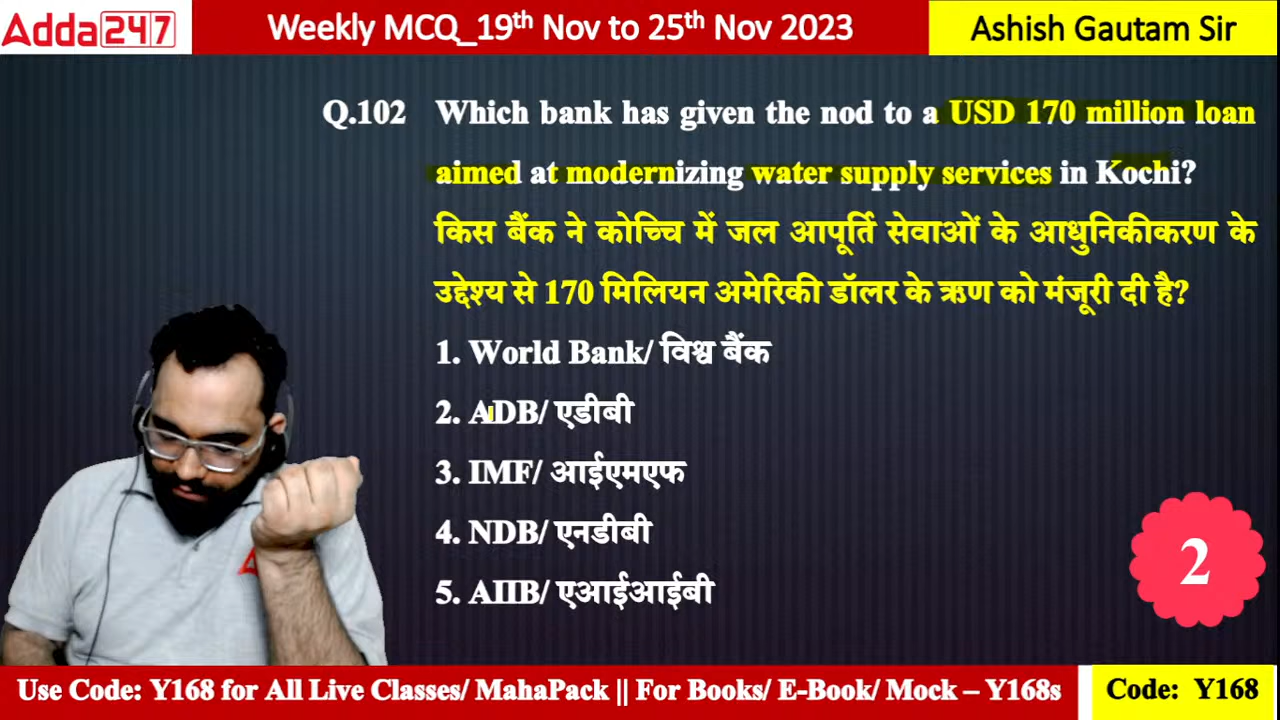 Adda247
Weekly MCQ_19th Nov to 25th Nov 2023
Ashish Gautam Sir
Q.102 Which bank has given the nod to a USD 170 million loan
aimed at modernizing water supply services in Kochi?
किस बैंक ने कोच्चि में जल आपूर्ति सेवाओं के आधुनिकीकरण के
उद्देश्य से 170 मिलियन अमेरिकी डॉलर के ऋण को मंजूरी दी है?
1. World Bank/ विश्व बैंक
2. ADB/ एडीबी
3. IMF/ आईएमएफ
4. NDB/ एनडीबी
5. AIIB/ एआईआईबी
2
Use Code: Y168 for All Live Classes/ MahaPack || For Books/ E-Book/ Mock – Y168s
Code: Y168